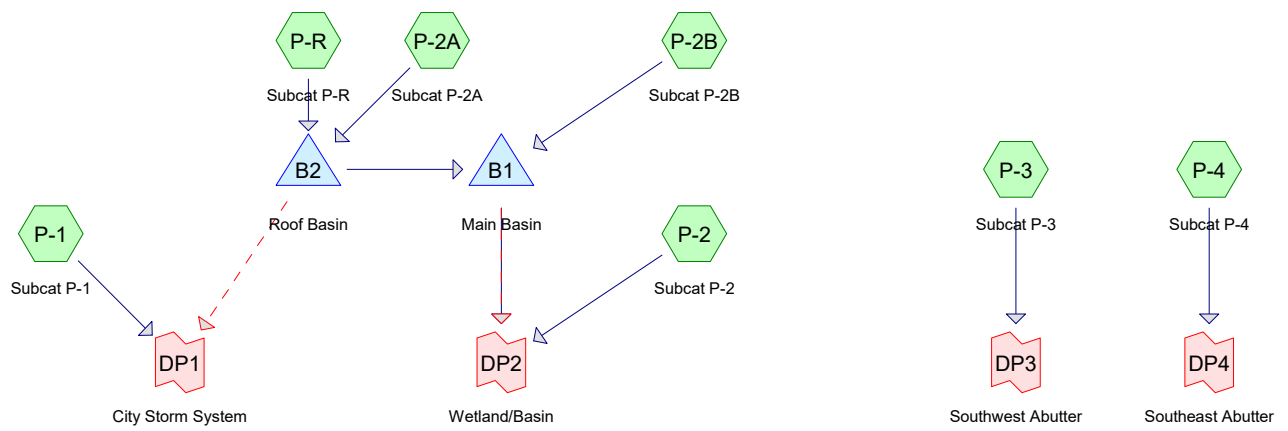 P-R
P-2A
P-2B
Subcat P-R
Subcat P-2A
Subcat P-2B
B2
B1
P-3
P-4
Roof Basin
Main Basin
Subcat P-3
Subcat P-4
P-1
P-2
Subcat P-1
Subcat P-2
DP1
DP2
DP3
DP4
City Storm System
Wetland/Basin
Southwest Abutter
Southeast Abutter